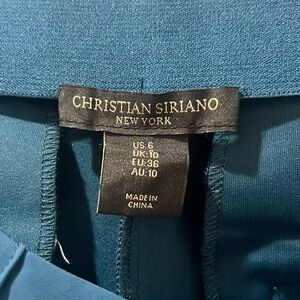 CHRISTIAN SIRIANO
NEW YORK
US:6
UK:10
EU:36
AU:10
MADE IN
CHINA